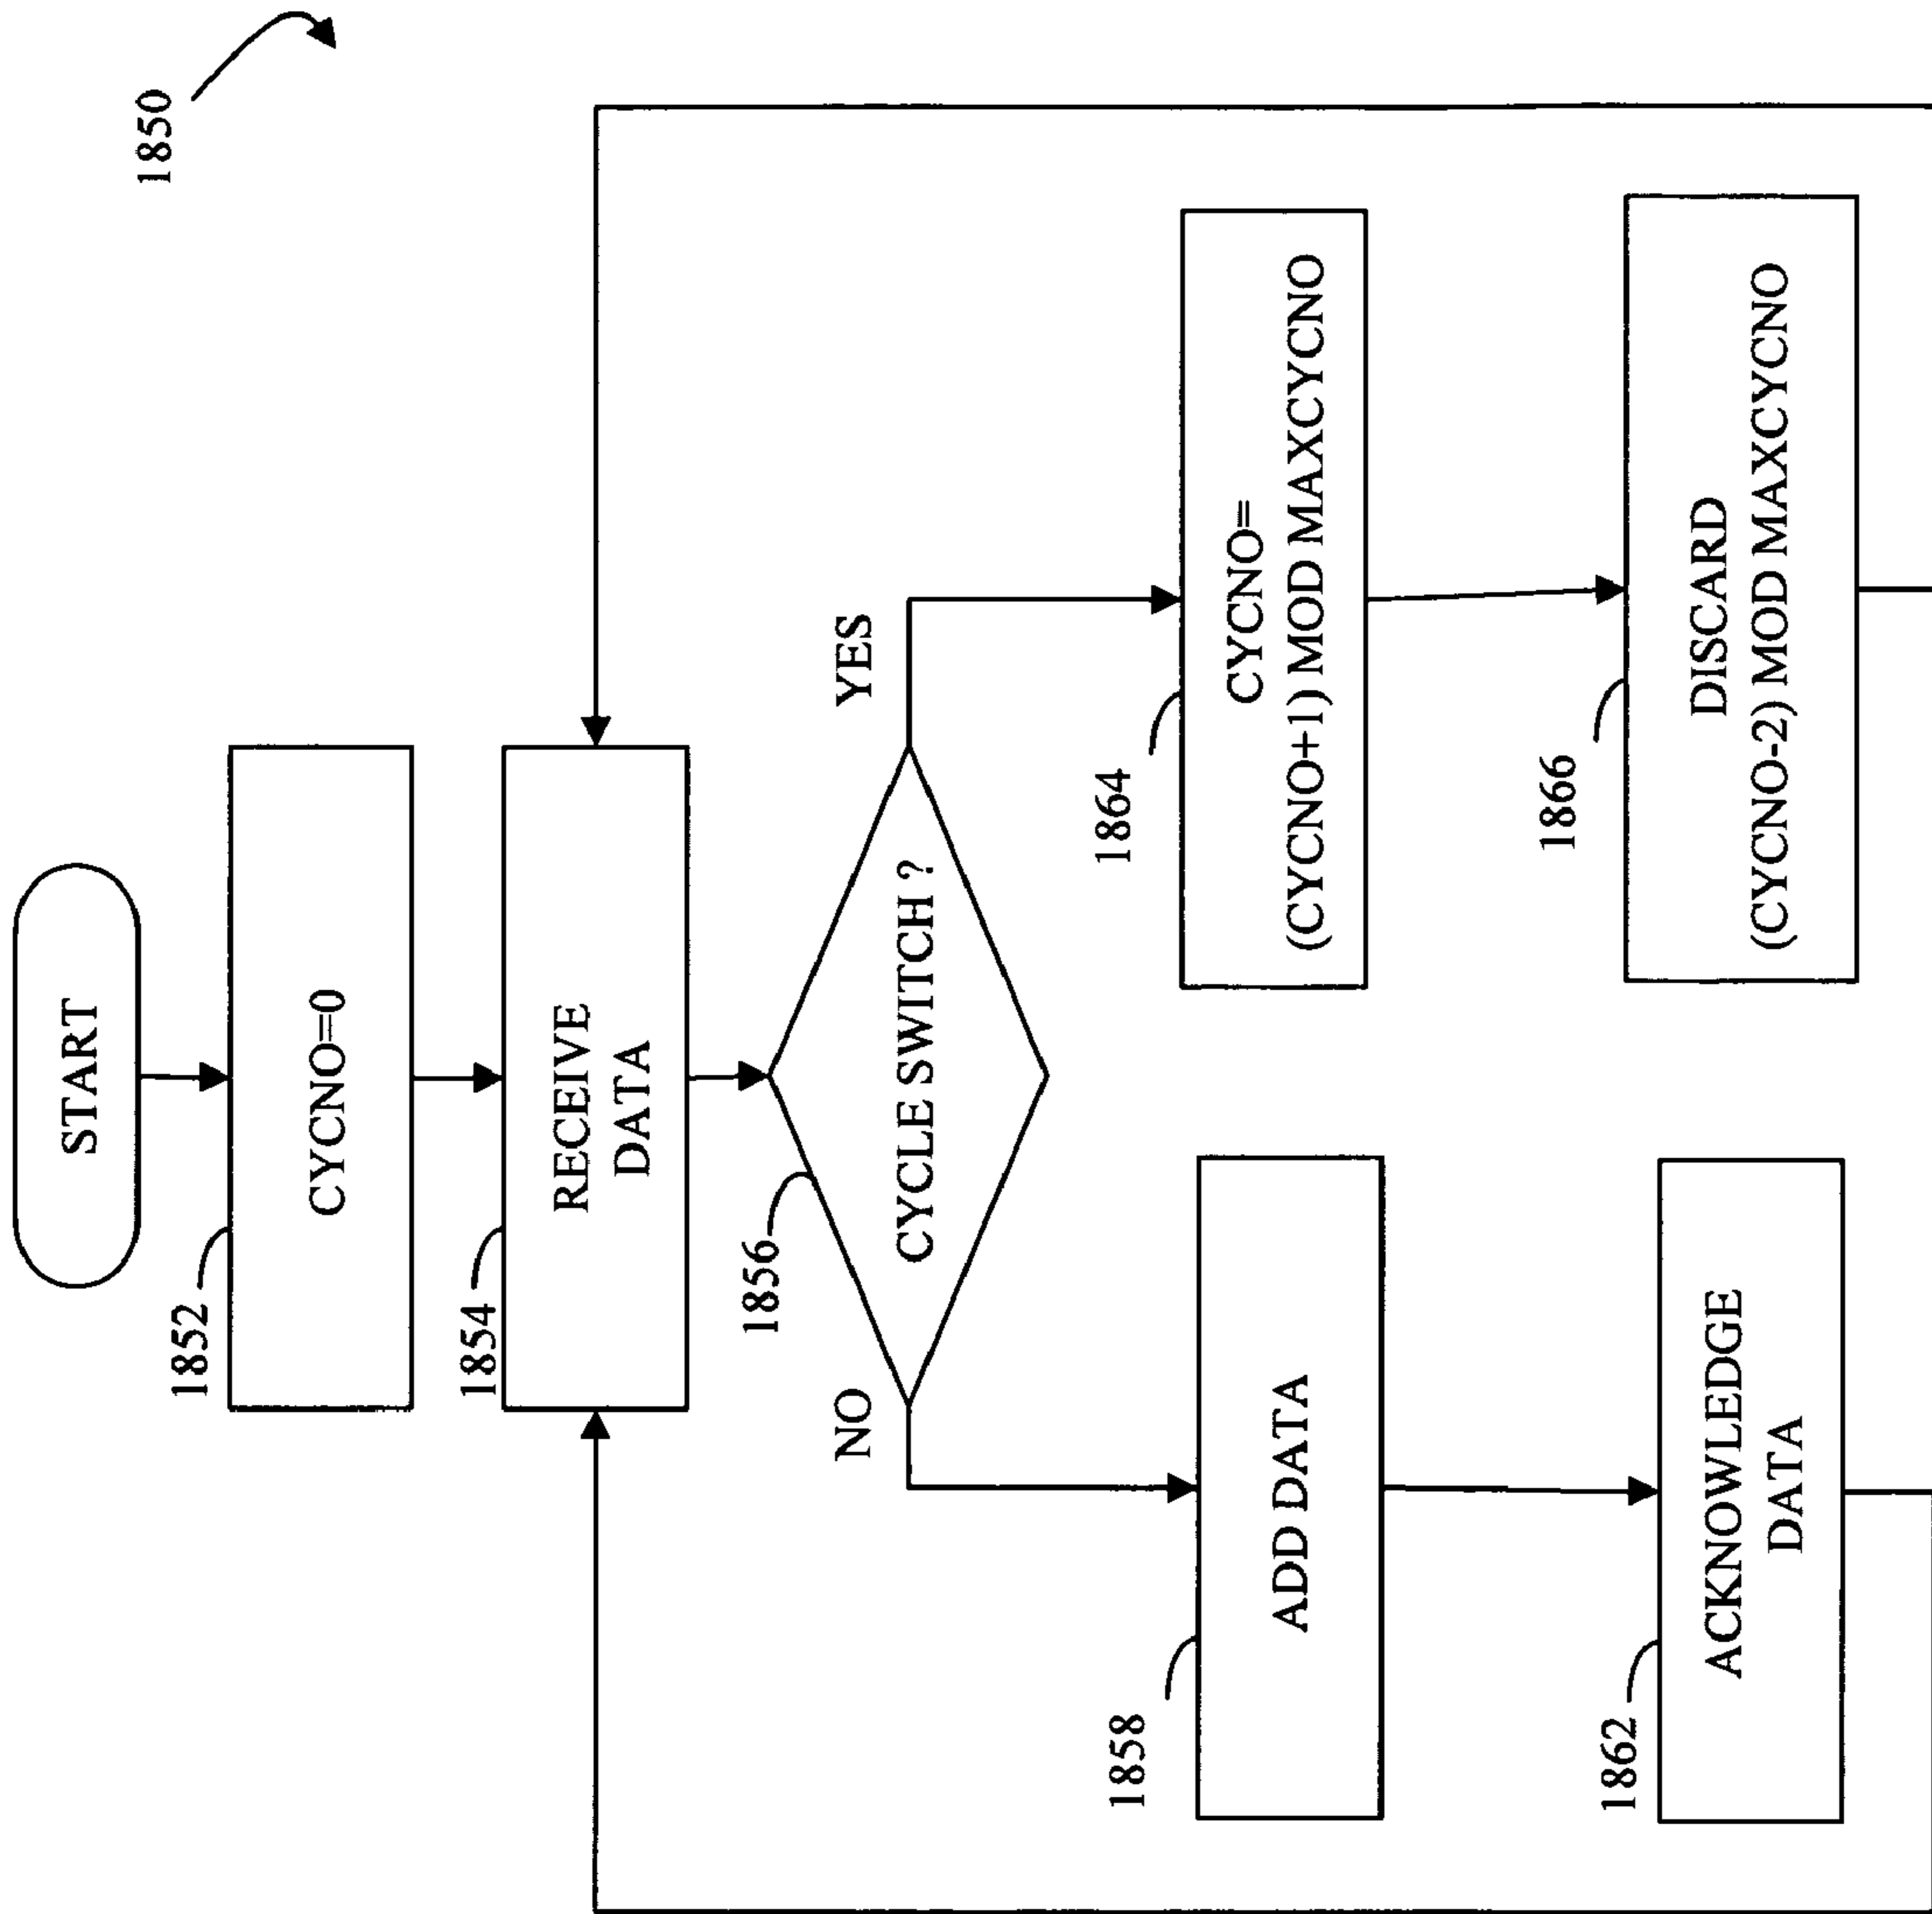 1850
START
1852
CYCNO=0
1854
RECEIVE
DATA
1856
CYCLE SWITCH ?
NO
YES
1858
ADD DATA
1864
CYCNO=
(CYCNO+1) MOD MAXCYCNO
1862
ACKNOWLEDGE
DATA
1866
DISCARD
(CYCNO-2) MOD MAXCYCNO